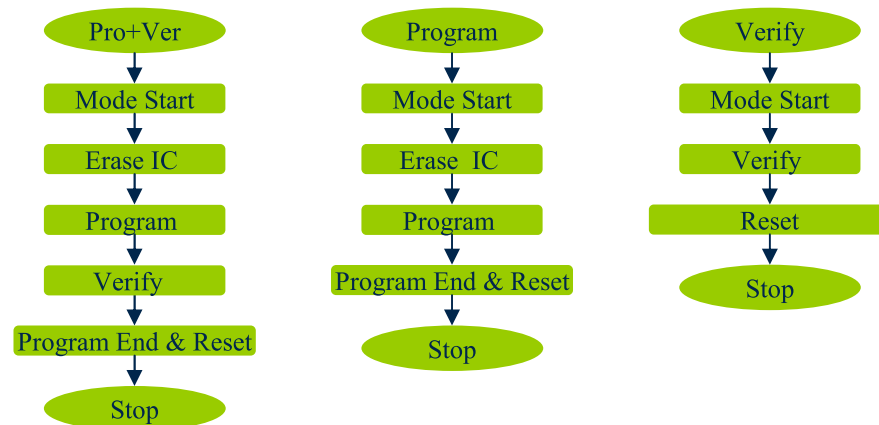 Pro+Ver
Mode Start
Erase IC
Program
Verify
Program End & Reset
Stop
Program
Mode Start
Erase  IC
Program
Program End & Reset
Stop
Verify
Mode Start
Verify
Reset
Stop